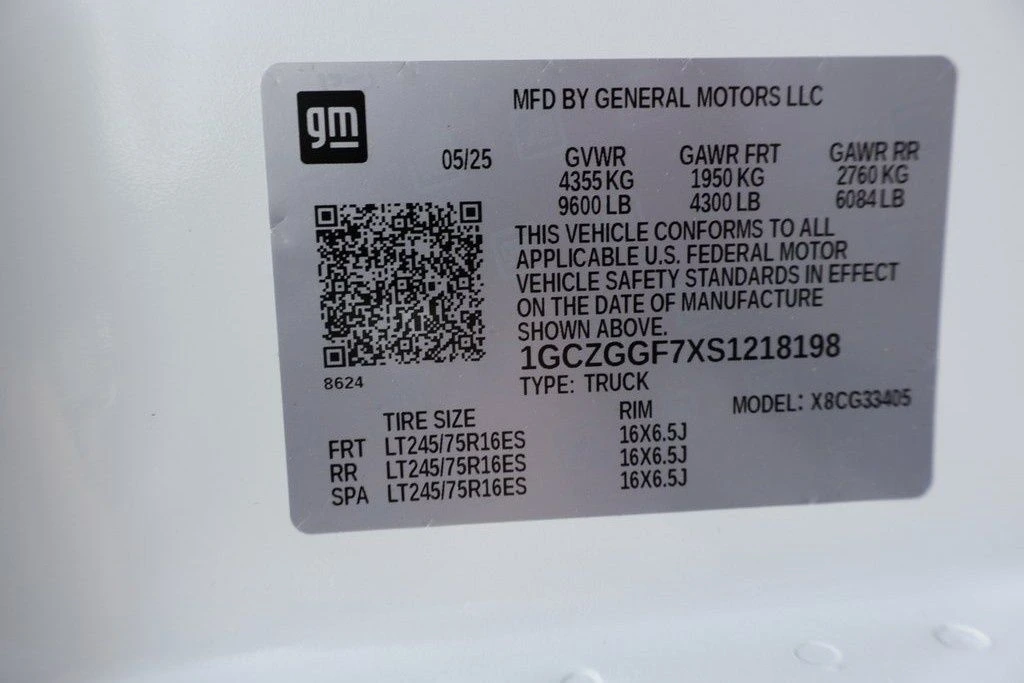 gm
MFD BY GENERAL MOTORS LLC
05/25 GVWR GAWR FRT GAWR RR
4355 KG 1950 KG 2760 KG
9600 LB 4300 LB 6084 LB
THIS VEHICLE CONFORMS TO ALL
APPLICABLE U.S. FEDERAL MOTOR
VEHICLE SAFETY STANDARDS IN EFFECT
ON THE DATE OF MANUFACTURE
SHOWN ABOVE.
1GCZGGF7XS1218198
8624
TYPE: TRUCK
MODEL: X8CG33405
TIRE SIZE RIM
FRT LT245/75R16ES 16X6.5J
RR LT245/75R16ES 16X6.5J
SPA LT245/75R16ES 16X6.5J